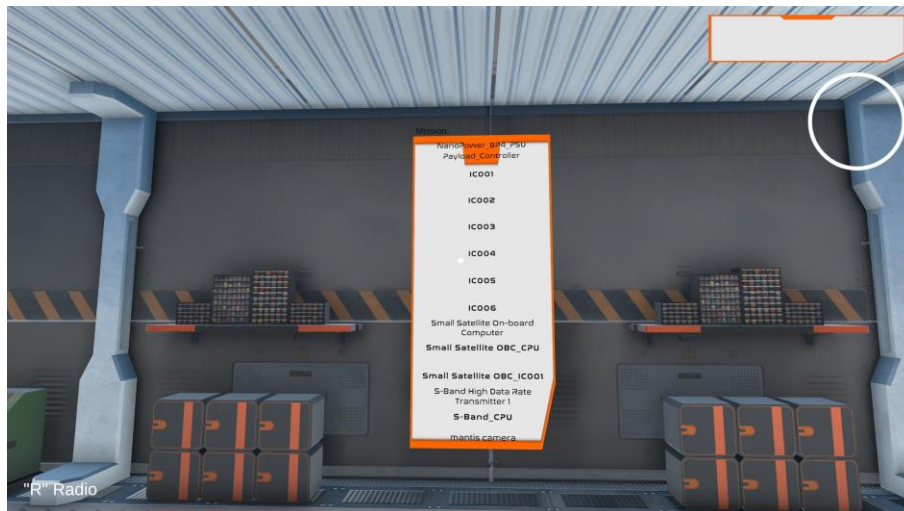 Mission:
NanoPower_BP4_PSU
Payload_Controller
IC001
IC002
IC003
IC004
IC005
IC006
Small Satellite On-board
Computer
Small Satellite OBC_CPU
Small Satellite OBC_IC001
S-Band High Data Rate
Transmitter 1
S-Band_CPU
mantis camera
"R" Radio